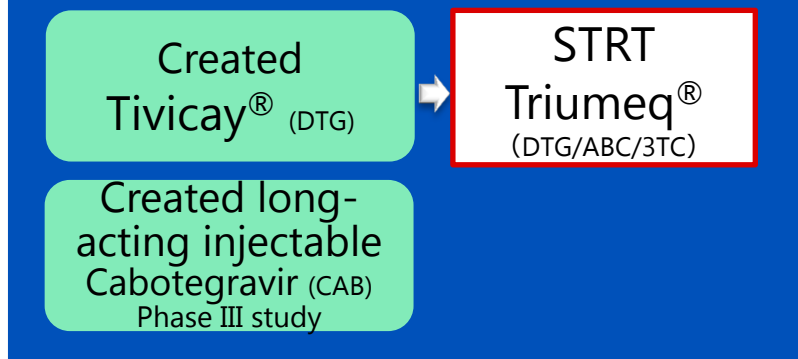 Created
Tivicay® (DTG)
STRT
Triumeq®
（DTG/ABC/3TC）
Created long-
acting injectable
Cabotegravir (CAB)
Phase Ⅲ study